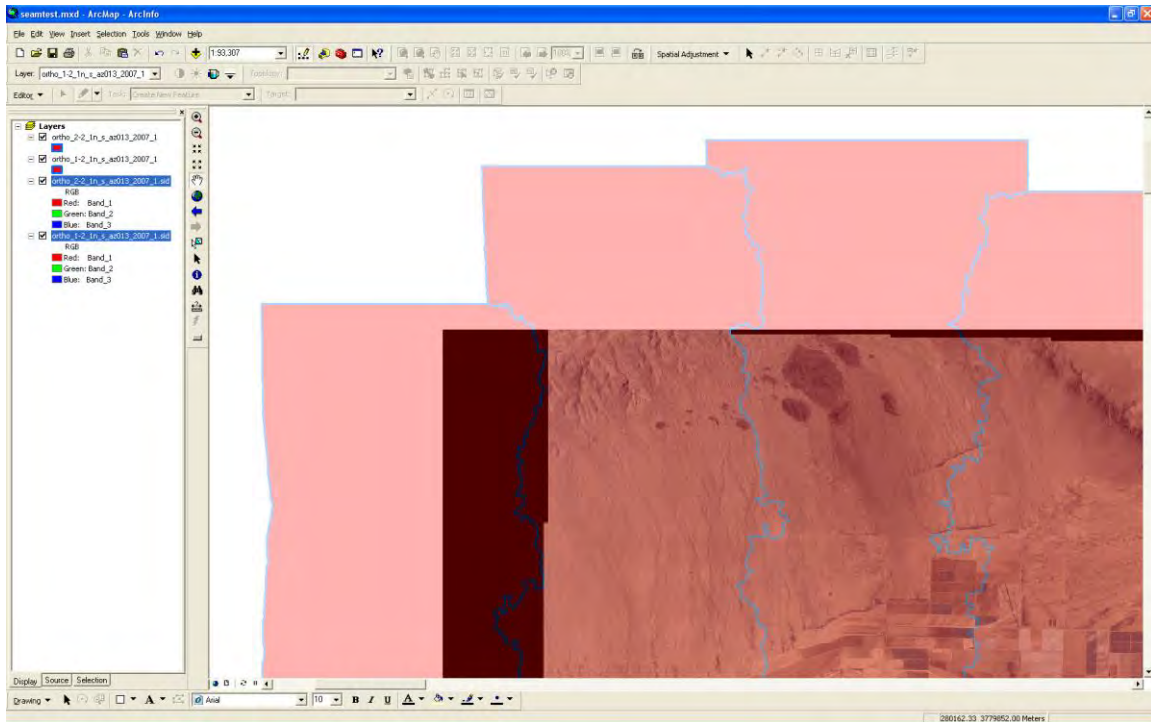 seamtest.mxd - ArcMap - ArcInfo
File Edit View Insert Selection Tools Window Help
1:93,307
100%
Spatial Adjustment
Layer: ortho_1-2_1n_s_az013_2007_1
Topology:
Editor Task: Create New Feature Target:
Layers
ortho_2-2_1n_s_az013_2007_1
ortho_1-2_1n_s_az013_2007_1
ortho_2-2_1n_s_az013_2007_1.sid
RGB
Red: Band_1
Green: Band_2
Blue: Band_3
ortho_1-2_1n_s_az013_2007_1.sid
RGB
Red: Band_1
Green: Band_2
Blue: Band_3
Display Source Selection
Drawing A Arial 10 B I U A
280162.33 3779852.00 Meters